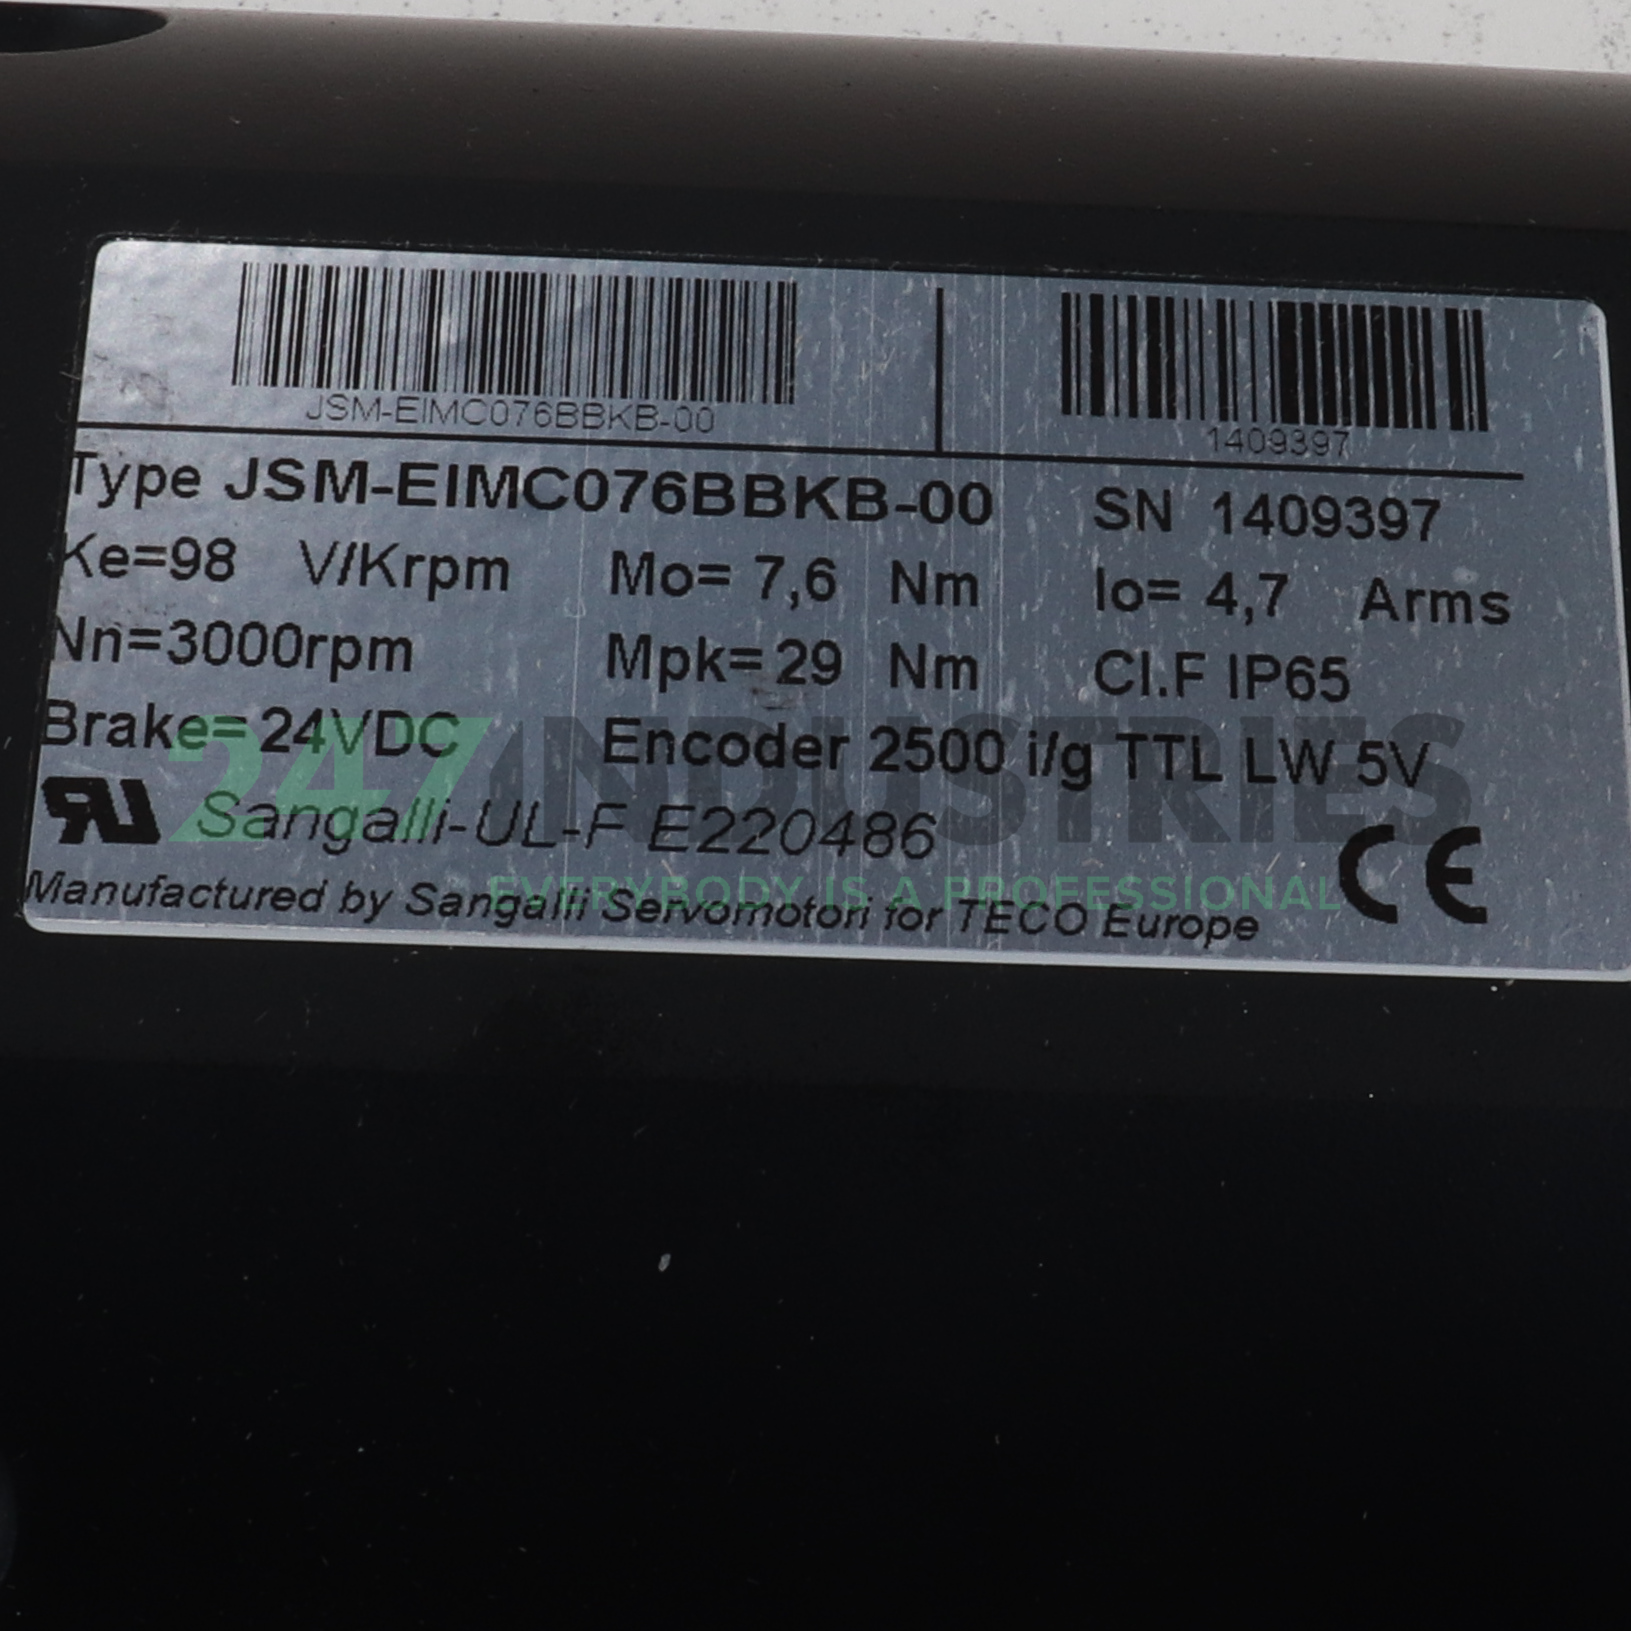 JSM-EIMC076BBKB-00
1409397
Type JSM-EIMC076BBKB-00 SN 1409397
Ke=98 V/Krpm Mo= 7,6 Nm Io= 4,7 Arms
Nn=3000rpm Mpk= 29 Nm Cl.F IP65
Brake= 24VDC Encoder 2500 i/g TTL LW 5V
247 INDUSTRIES
RU Sangalli-UL-F E220486
CE
EVERYBODY IS A PROFESSIONAL
Manufactured by Sangalli Servomotori for TECO Europe